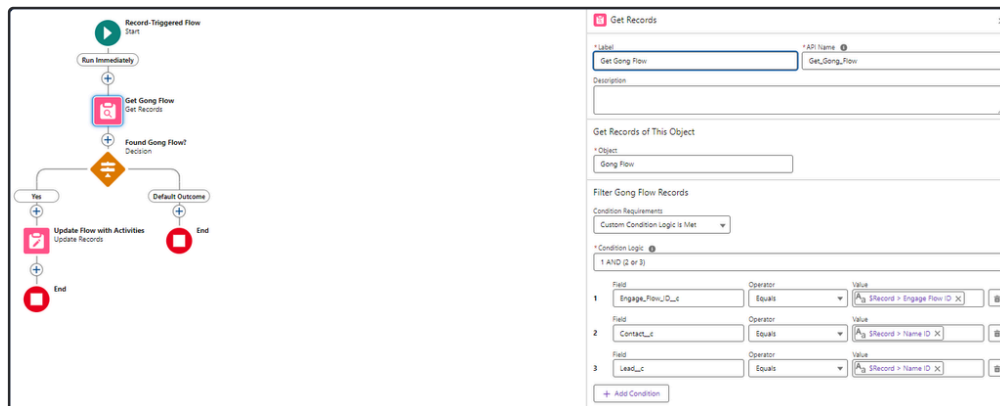 Record-Triggered Flow
Start
Run Immediately
Get Gong Flow
Get Records
Found Gong Flow?
Decision
Yes
Default Outcome
Update Flow with Activities
Update Records
End
End
Get Records
*Label
*API Name
Get Gong Flow
Get_Gong_Flow
Description
Get Records of This Object
*Object
Gong Flow
Filter Gong Flow Records
Condition Requirements
Custom Condition Logic Is Met
*Condition Logic
1 AND (2 or 3)
Field Operator Value
1 Engage_Flow_ID__c Equals $Record > Engage Flow ID
Field Operator Value
2 Contact__c Equals $Record > Name ID
Field Operator Value
3 Lead__c Equals $Record > Name ID
+ Add Condition